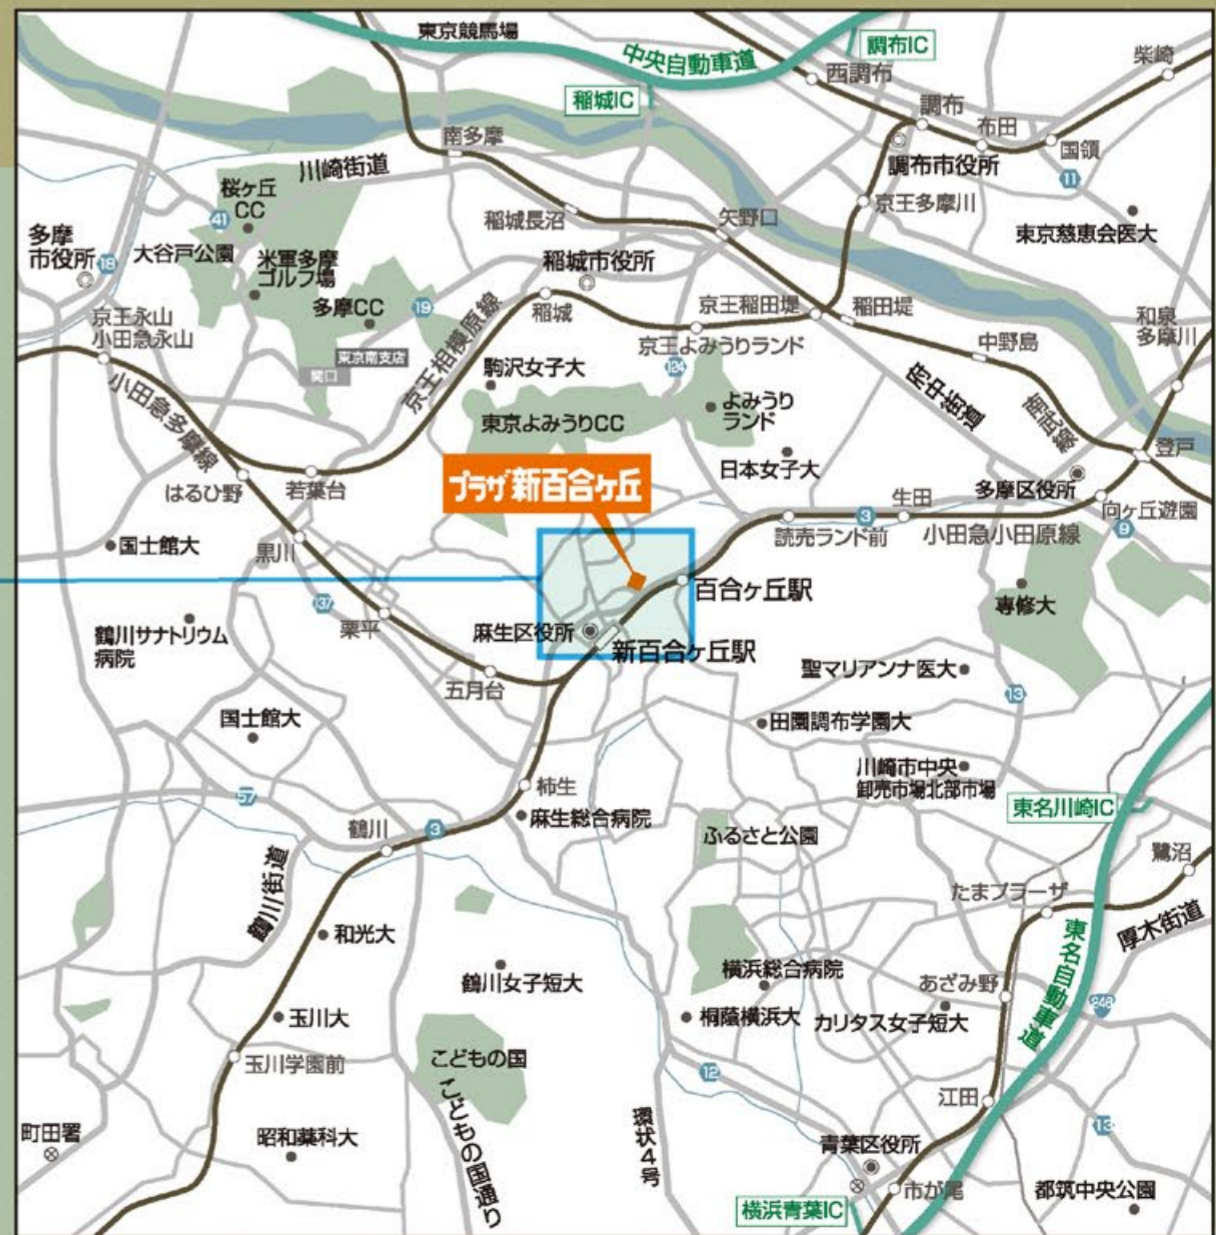 東京競馬場
中央自動車道
調布IC
稲城IC
西調布
柴崎
調布
布田
国領
調布市役所
11
南多摩
川崎街道
京王多摩川
東京慈恵会医大
桜ヶ丘
CC
41
稲城長沼
矢野口
多摩
市役所
18
大谷戸公園
米軍多摩
ゴルフ場
稲城市役所
多摩CC
19
稲城
京王稲田堤
稲田堤
和泉
多摩川
京王永山
小田急永山
東京南支店
関口
京王相模原線
京王よみうりランド
中野島
124
府中街道
南武線
駒沢女子大
小田急多摩線
東京よみうりCC
よみうり
ランド
登戸
日本女子大
はるひ野
若葉台
プラザ新百合ヶ丘
生田
多摩区役所
向ヶ丘遊園
3
9
読売ランド前
小田急小田原線
国士館大
黒川
百合ヶ丘駅
専修大
137
栗平
鶴川サナトリウム
病院
麻生区役所
新百合ヶ丘駅
聖マリアンナ医大
五月台
13
国士館大
田園調布学園大
川崎市中央
卸売市場北部市場
57
柿生
東名川崎IC
鶴川
3
麻生総合病院
ふるさと公園
鷺沼
鶴川街道
たまプラーザ
厚木街道
和光大
東名自動車道
鶴川女子短大
横浜総合病院
あざみ野
246
玉川大
桐蔭横浜大
カリタス女子短大
玉川学園前
こどもの国
12
こどもの国通り
江田
13
町田署
昭和薬科大
環状4号
青葉区役所
市が尾
都筑中央公園
横浜青葉IC